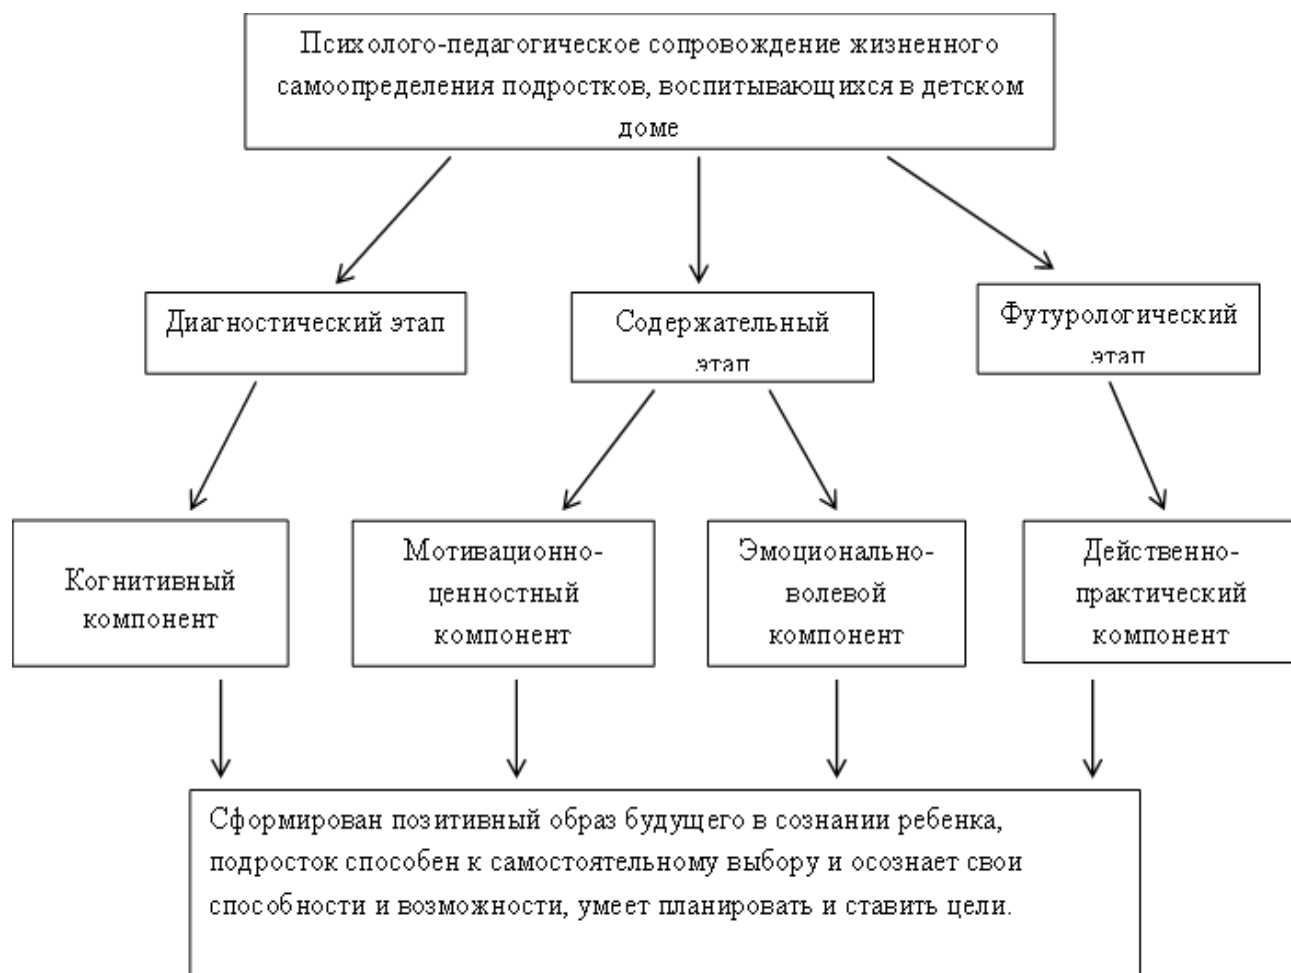 Психолого-педагогическое сопровождение жизненного
самоопределения подростков, воспитывающихся в детском
доме
Диагностический этап
Содержательный
этап
Футурологический
этап
Когнитивный
компонент
Мотивационно-
ценностный
компонент
Эмоционально-
волевой
компонент
Действенно-
практический
компонент
Сформирован позитивный образ будущего в сознании ребенка,
подросток способен к самостоятельному выбору и осознает свои
способности и возможности, умеет планировать и ставить цели.